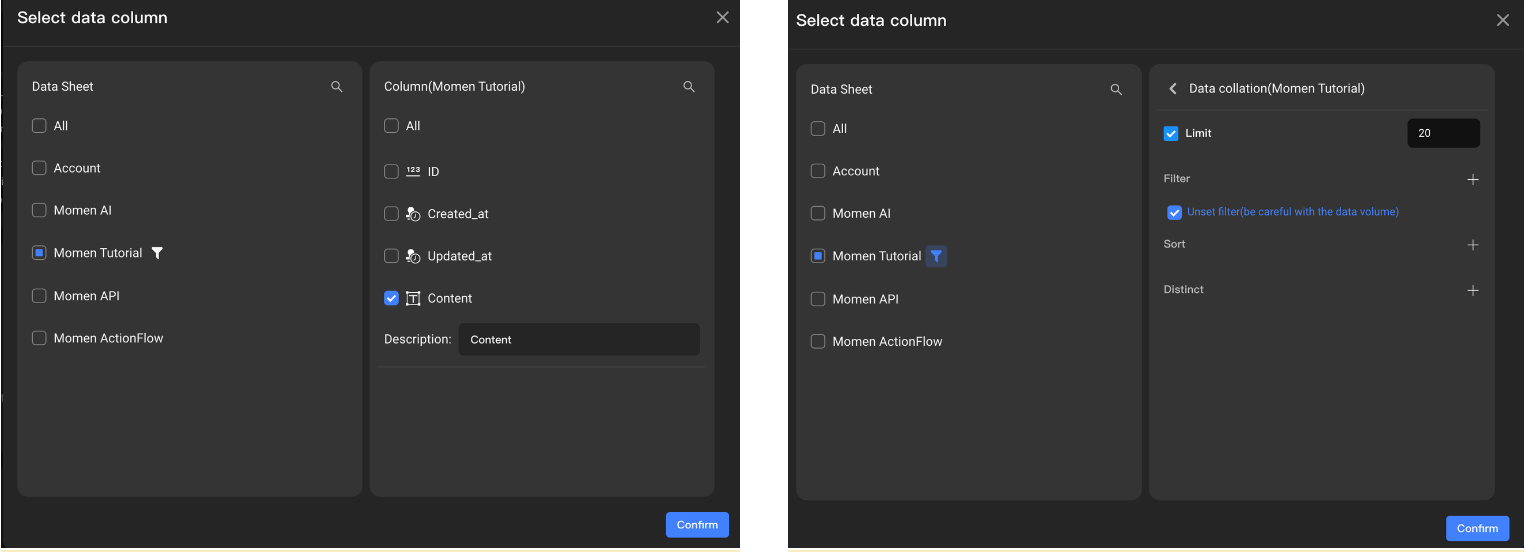 Select data column
Data Sheet
All
Account
Momen AI
Momen Tutorial
Momen API
Momen ActionFlow
Column(Momen Tutorial)
All
123 ID
Created_at
Updated_at
T Content
Description: Content
Confirm
Select data column
Data Sheet
All
Account
Momen AI
Momen Tutorial
Momen API
Momen ActionFlow
Data collation(Momen Tutorial)
Limit 20
Filter
Unset filter(be careful with the data volume)
Sort
Distinct
Confirm